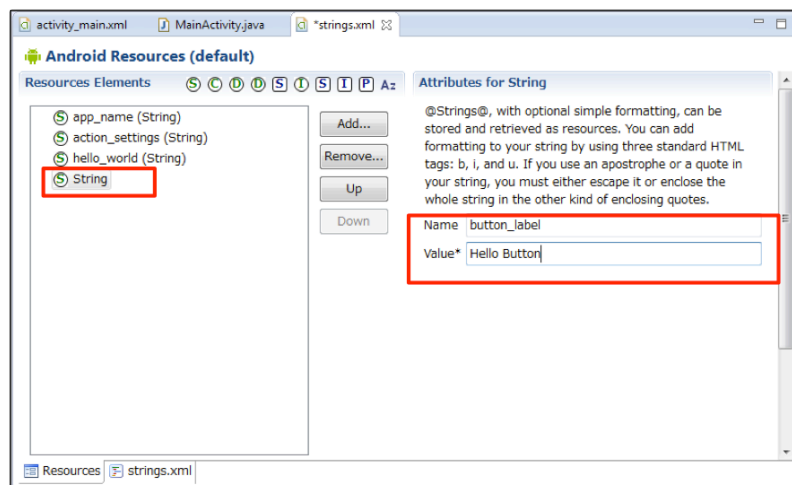 activity_main.xml MainActivity.java *strings.xml
Android Resources (default)
Resources Elements S C D D S I S I P Az
S app_name (String)
S action_settings (String)
S hello_world (String)
S String
Add...
Remove...
Up
Down
Attributes for String
@Strings@, with optional simple formatting, can be
stored and retrieved as resources. You can add
formatting to your string by using three standard HTML
tags: b, i, and u. If you use an apostrophe or a quote in
your string, you must either escape it or enclose the
whole string in the other kind of enclosing quotes.
Name button_label
Value* Hello Button
Resources strings.xml